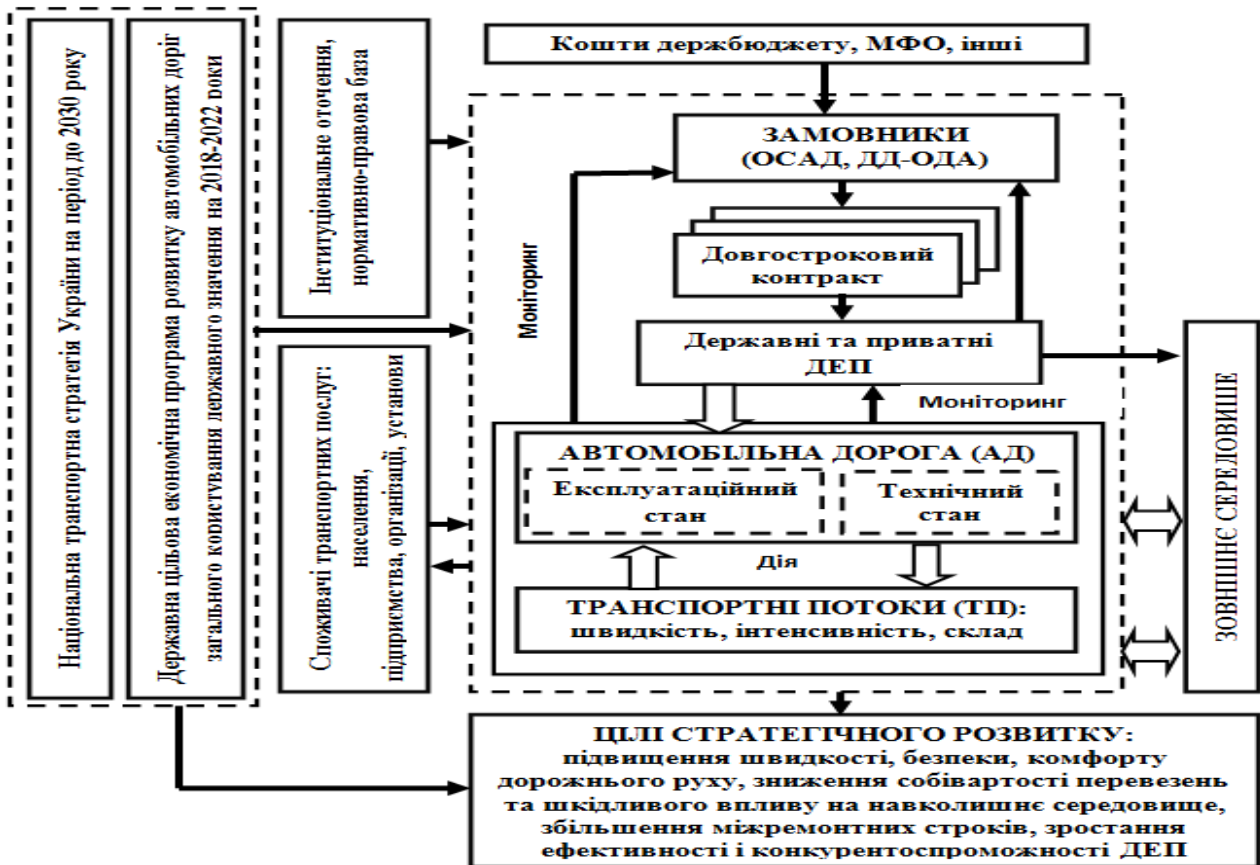 Національна транспортна стратегія України на період до 2030 року
Державна цільова економічна програма розвитку автомобільних доріг
загального користування державного значення на 2018-2022 роки
Інституціональне оточення,
нормативно-правова база
Споживачі транспортних послуг:
населення,
підприємства, організації, установи
Кошти держбюджету, МФО, інші
ЗАМОВНИКИ
(ОСАД, ДД-ОДА)
Моніторинг
Довгостроковий
контракт
Державні та приватні
ДЕП
Моніторинг
АВТОМОБІЛЬНА ДОРОГА (АД)
Експлуатаційний
стан
Технічний
стан
Дія
ТРАНСПОРТНІ ПОТОКИ (ТП):
швидкість, інтенсивність, склад
ЗОВНІШНЄ СЕРЕДОВИШЕ
ЦІЛІ СТРАТЕГІЧНОГО РОЗВИТКУ:
підвищення швидкості, безпеки, комфорту
дорожнього руху, зниження собівартості перевезень
та шкідливого впливу на навколишнє середовище,
збільшення міжремонтних строків, зростання
ефективності і конкурентоспроможності ДЕП